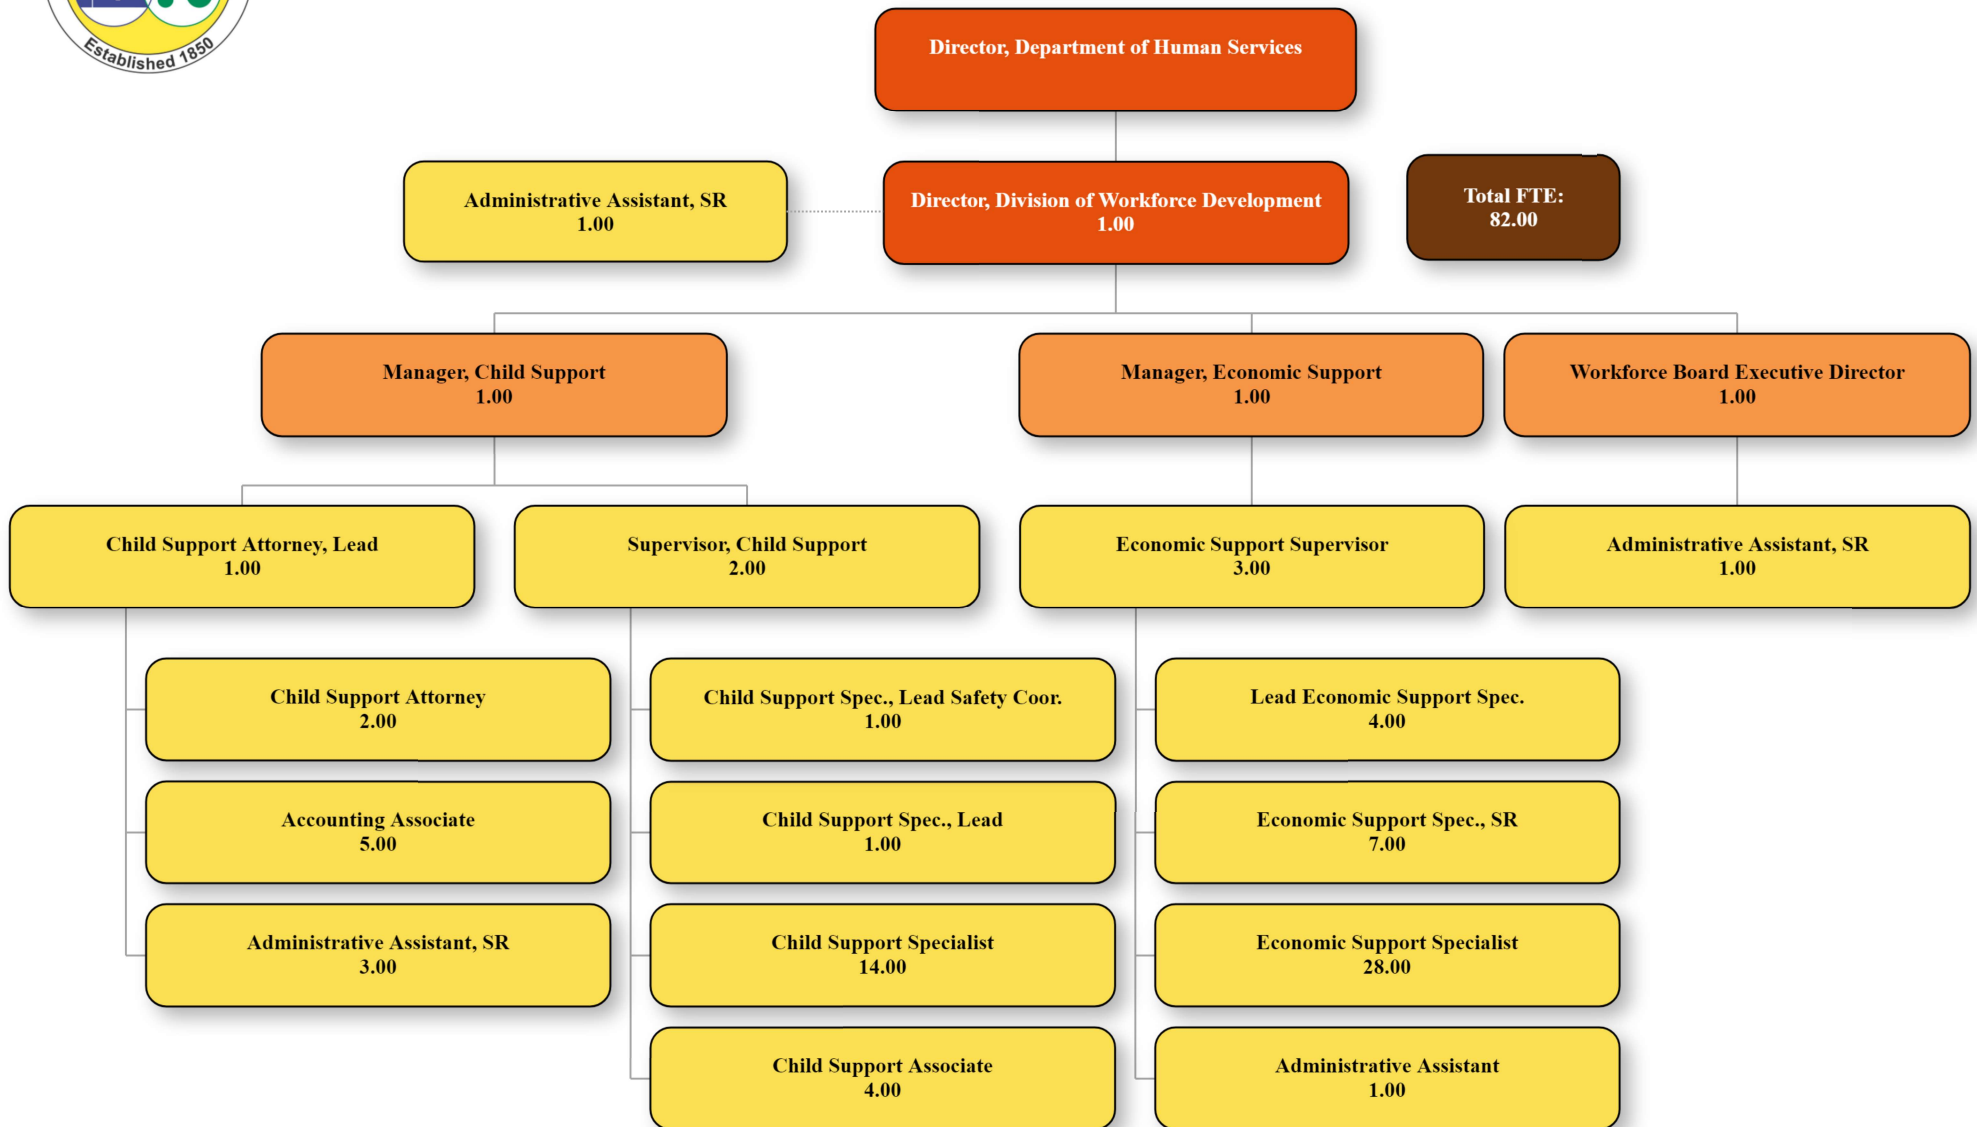 Established 1850
Director, Department of Human Services
Administrative Assistant, SR
1.00
Director, Division of Workforce Development
1.00
Total FTE:
82.00
Manager, Child Support
1.00
Manager, Economic Support
1.00
Workforce Board Executive Director
1.00
Child Support Attorney, Lead
1.00
Supervisor, Child Support
2.00
Economic Support Supervisor
3.00
Administrative Assistant, SR
1.00
Child Support Attorney
2.00
Accounting Associate
5.00
Administrative Assistant, SR
3.00
Child Support Spec., Lead Safety Coor.
1.00
Child Support Spec., Lead
1.00
Child Support Specialist
14.00
Child Support Associate
4.00
Lead Economic Support Spec.
4.00
Economic Support Spec., SR
7.00
Economic Support Specialist
28.00
Administrative Assistant
1.00